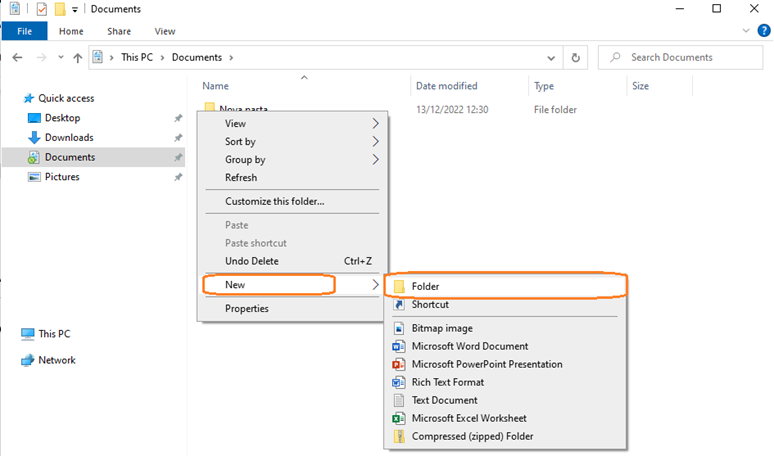 Documents
File Home Share View
This PC Documents
Search Documents
Name Date modified Type Size
Quick access
Desktop
Downloads
Documents
Pictures
This PC
Network
Nova pasta 13/12/2022 12:30 File folder
View
Sort by
Group by
Refresh
Customize this folder...
Paste
Paste shortcut
Undo Delete Ctrl+Z
New
Properties
Folder
Shortcut
Bitmap image
Microsoft Word Document
Microsoft PowerPoint Presentation
Rich Text Format
Text Document
Microsoft Excel Worksheet
Compressed (zipped) Folder